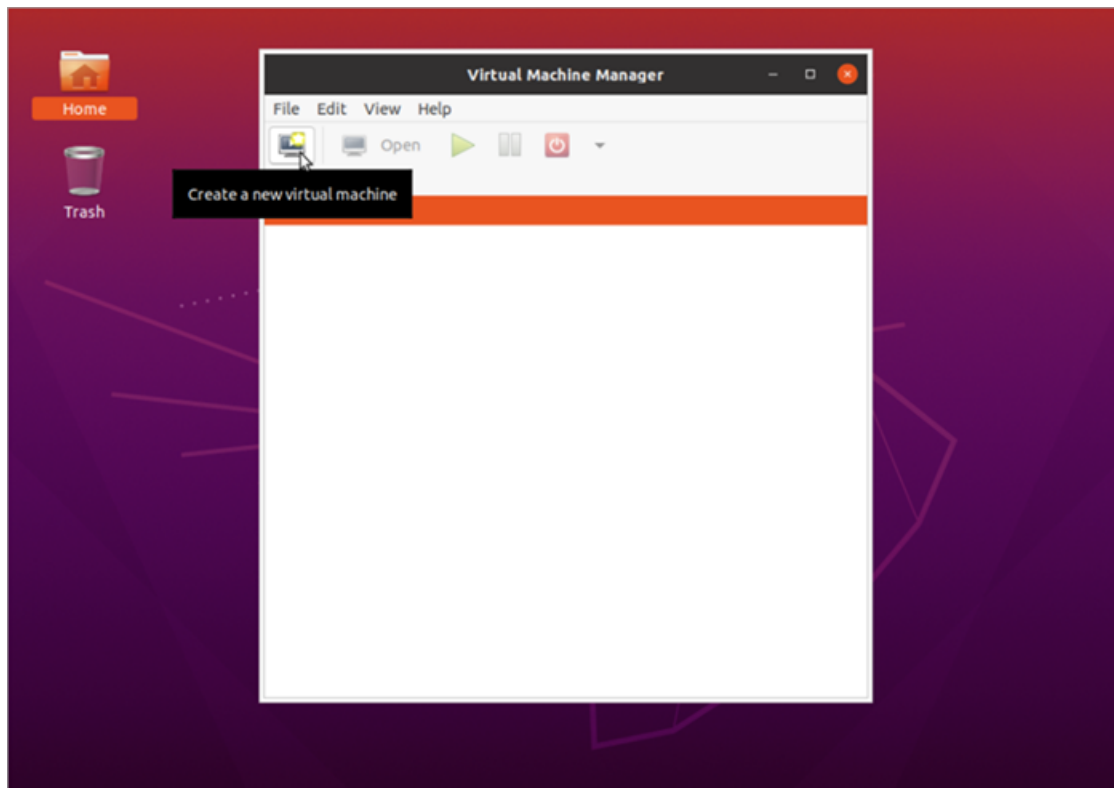 Virtual Machine Manager
Home
File Edit View Help
Open
Create a new virtual machine
Trash